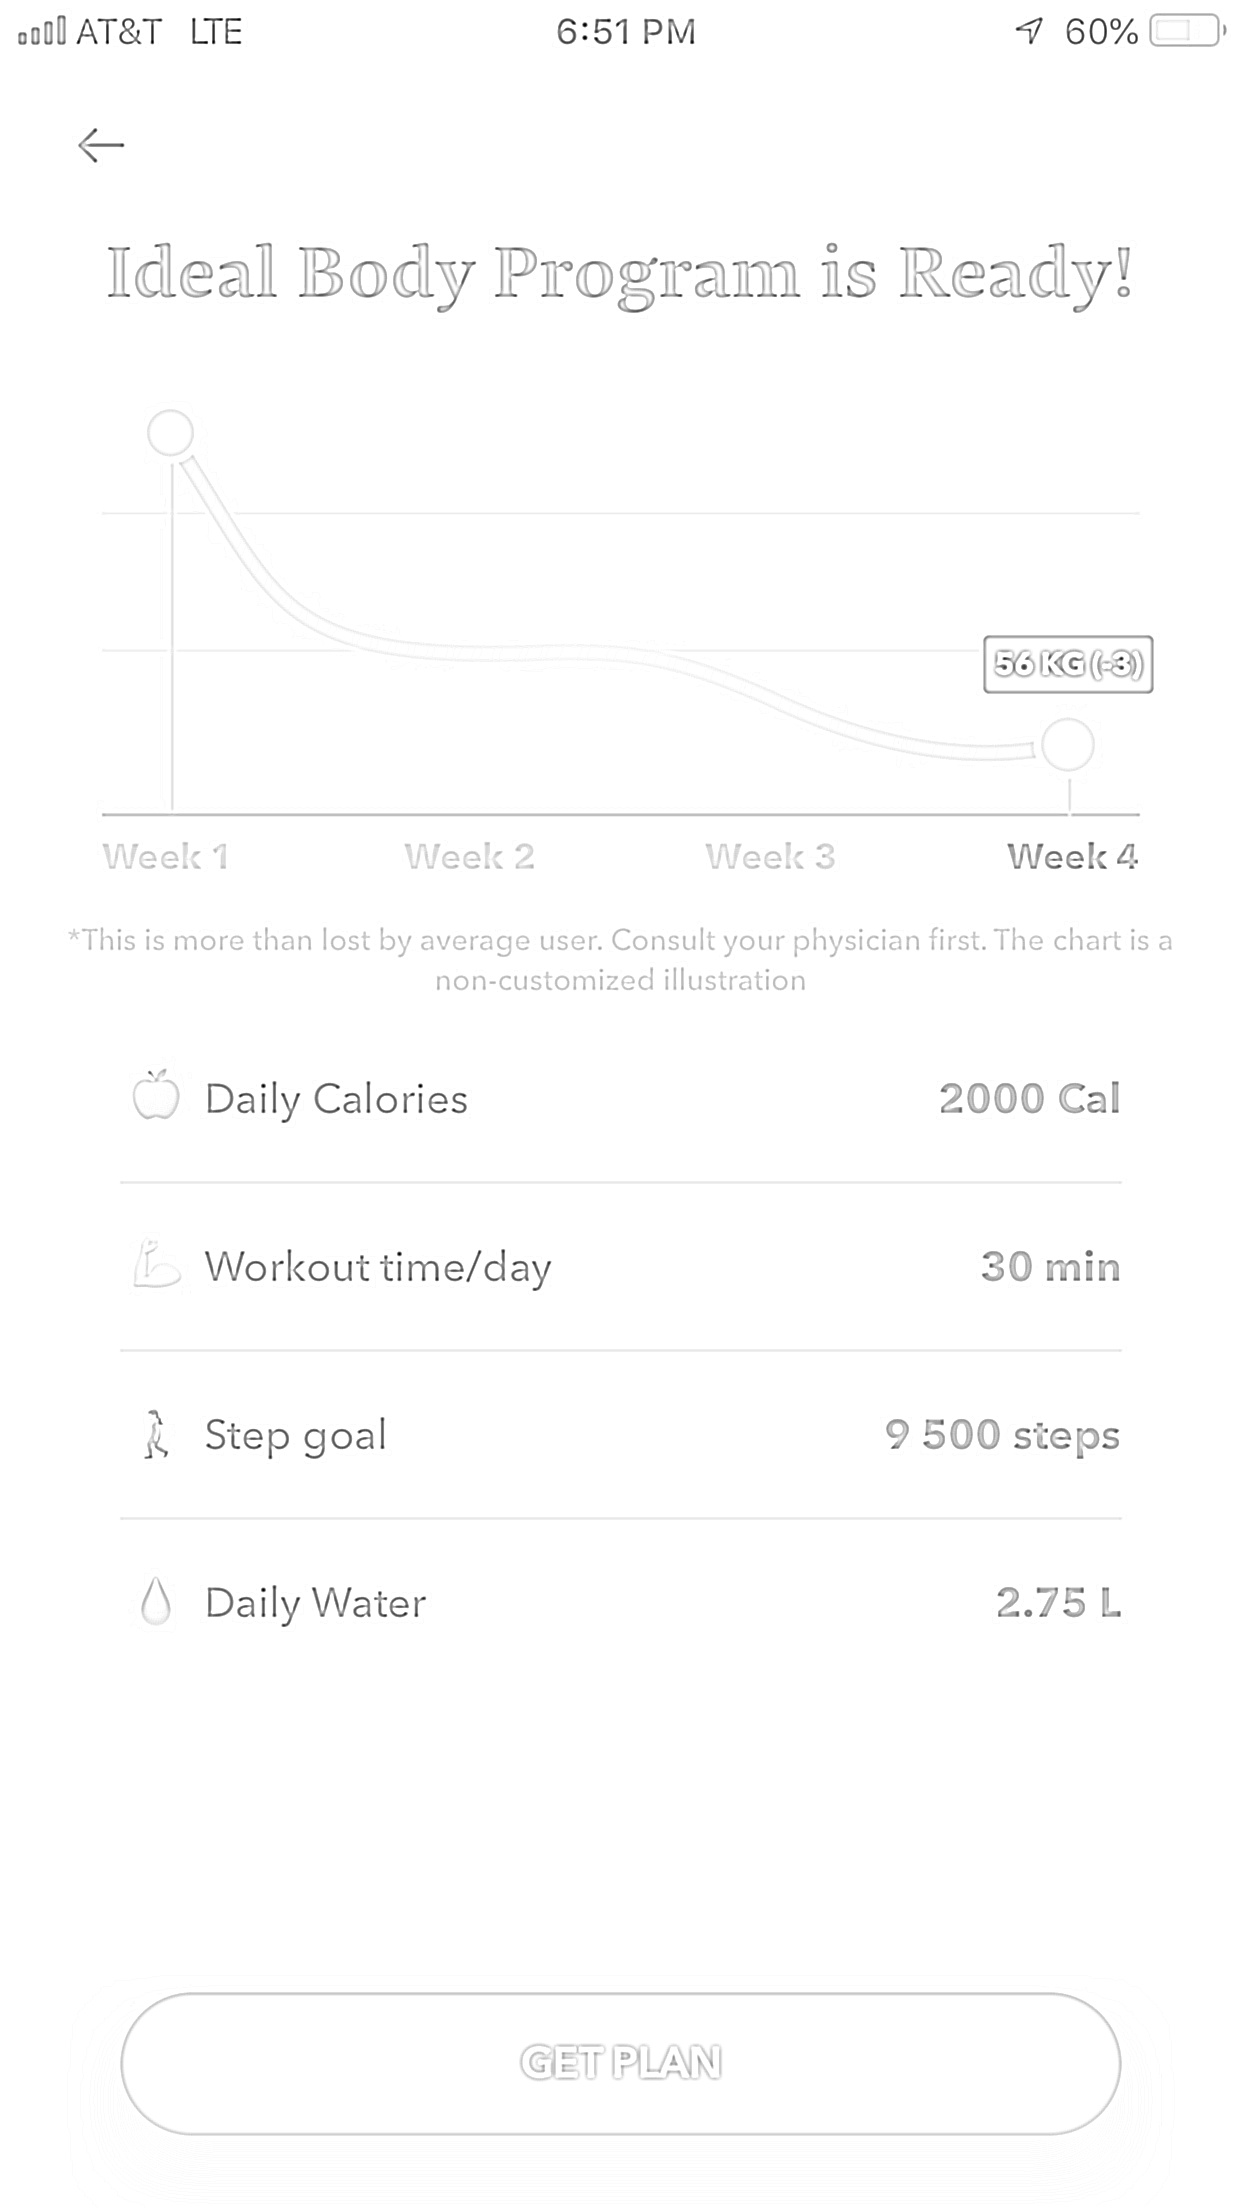 AT&T LTE 6:51 PM 60%
Ideal Body Program is Ready!
56 KG (-3)
Week 1 Week 2 Week 3 Week 4
*This is more than lost by average user. Consult your physician first. The chart is a
non-customized illustration
Daily Calories 2000 Cal
Workout time/day 30 min
Step goal 9 500 steps
Daily Water 2.75 L
GET PLAN